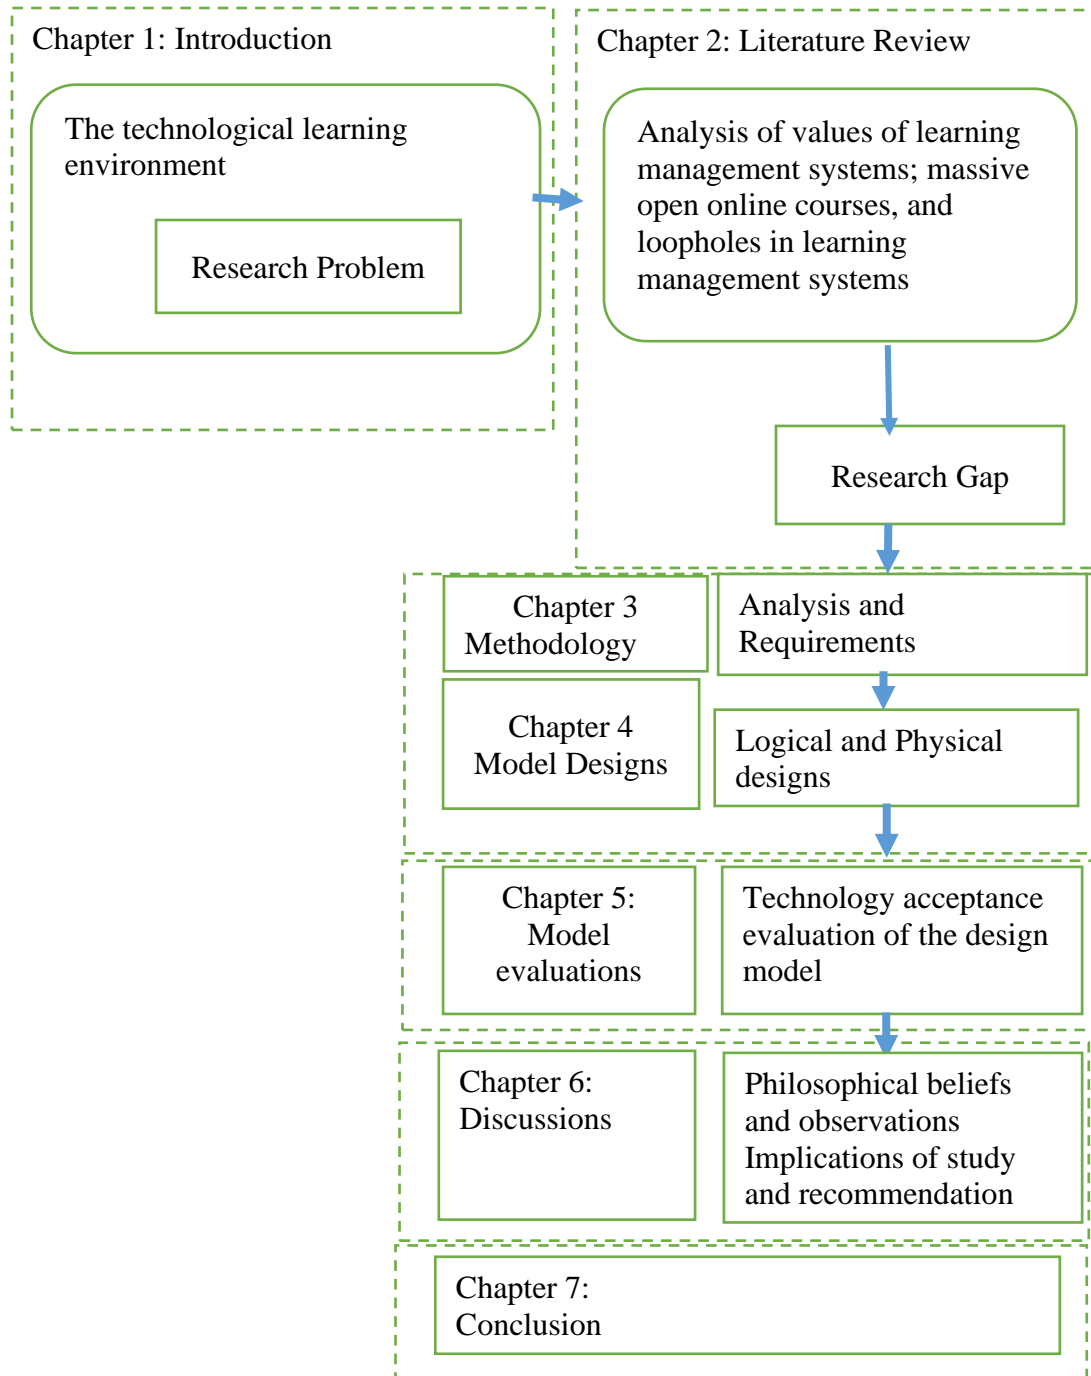 Chapter 1: Introduction
The technological learning
environment
Research Problem
Chapter 2: Literature Review
Analysis of values of learning
management systems; massive
open online courses, and
loopholes in learning
management systems
Research Gap
Chapter 3
Methodology
Analysis and
Requirements
Chapter 4
Model Designs
Logical and Physical
designs
Chapter 5:
Model
evaluations
Technology acceptance
evaluation of the design
model
Chapter 6:
Discussions
Philosophical beliefs
and observations
Implications of study
and recommendation
Chapter 7:
Conclusion